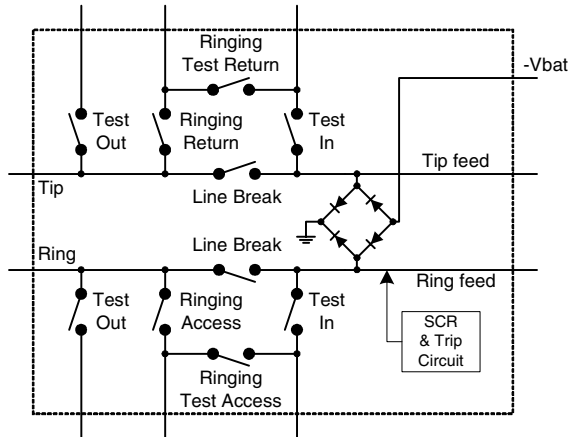 Ringing
Test Return
-Vbat
Test
Out
Ringing
Return
Test
In
Tip feed
Tip
Line Break
Line Break
Ring
Ring feed
Test
Out
Ringing
Access
Test
In
SCR
& Trip
Circuit
Ringing
Test Access